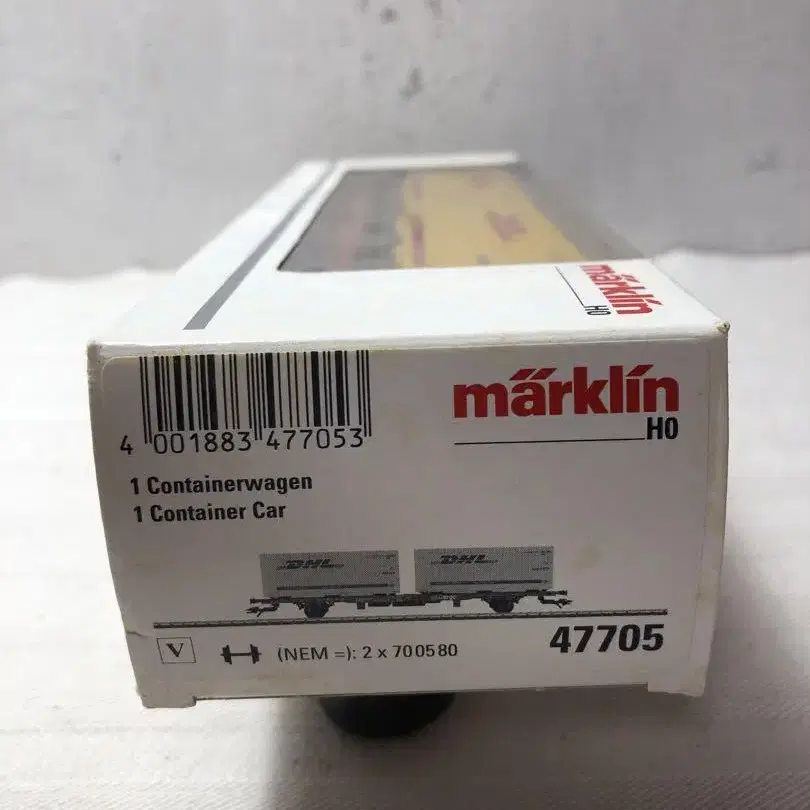 märklin
H0
märklin
H0
4 001883 477053
1 Containerwagen
1 Container Car
DHL DHL
47705
V (NEM =): 2 x 700580